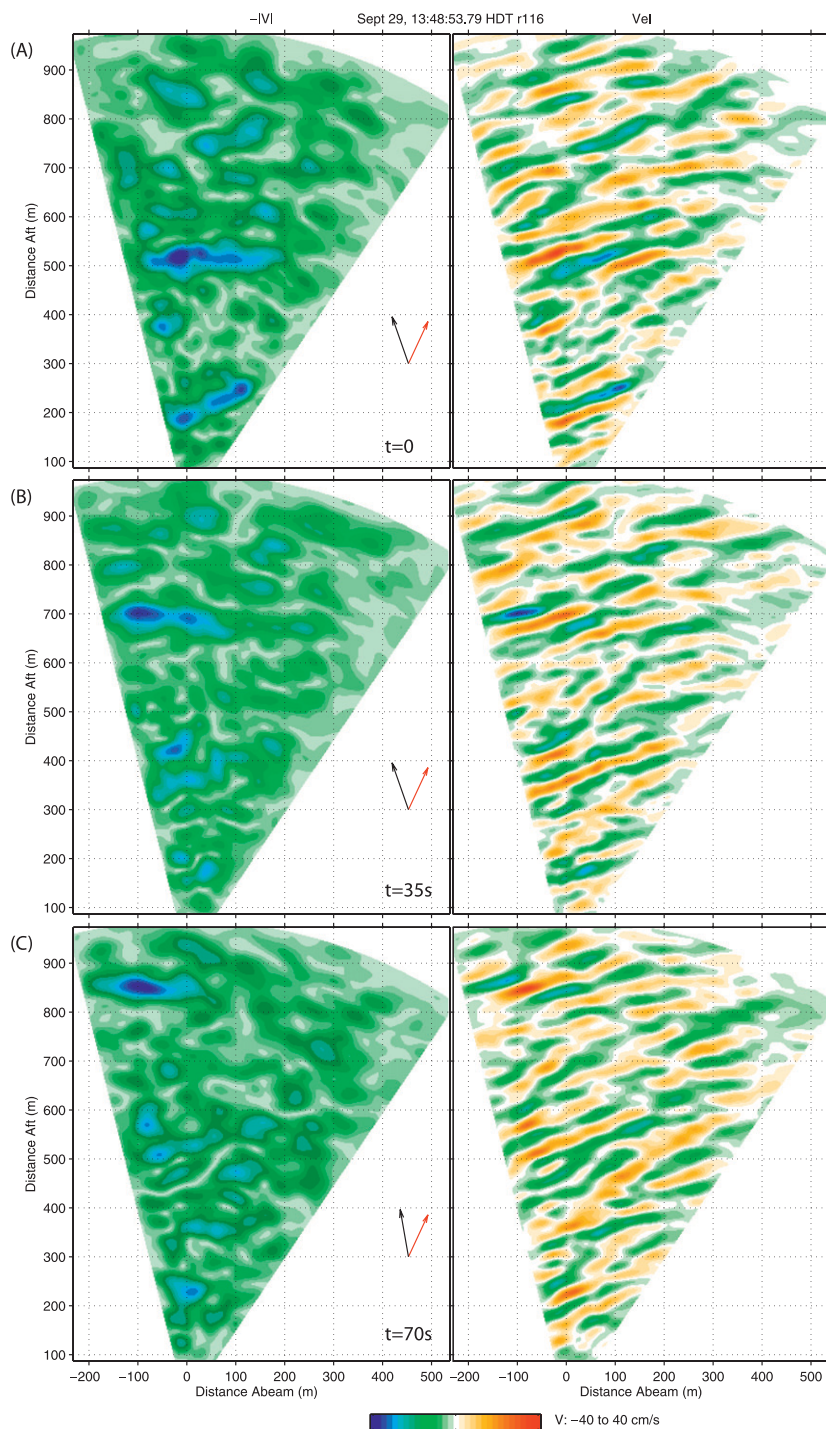 −|V| Sept 29, 13:48:53.79 HDT r116 Vel
(A)
900
800
700
600
500
400
300
200
100
Distance Aft (m)
t=0
(B)
900
800
700
600
500
400
300
200
100
Distance Aft (m)
t=35s
(C)
900
800
700
600
500
400
300
200
100
Distance Aft (m)
t=70s
−200 −100 0 100 200 300 400 500 −200 −100 0 100 200 300 400 500
Distance Abeam (m) Distance Abeam (m)
V: −40 to 40 cm/s